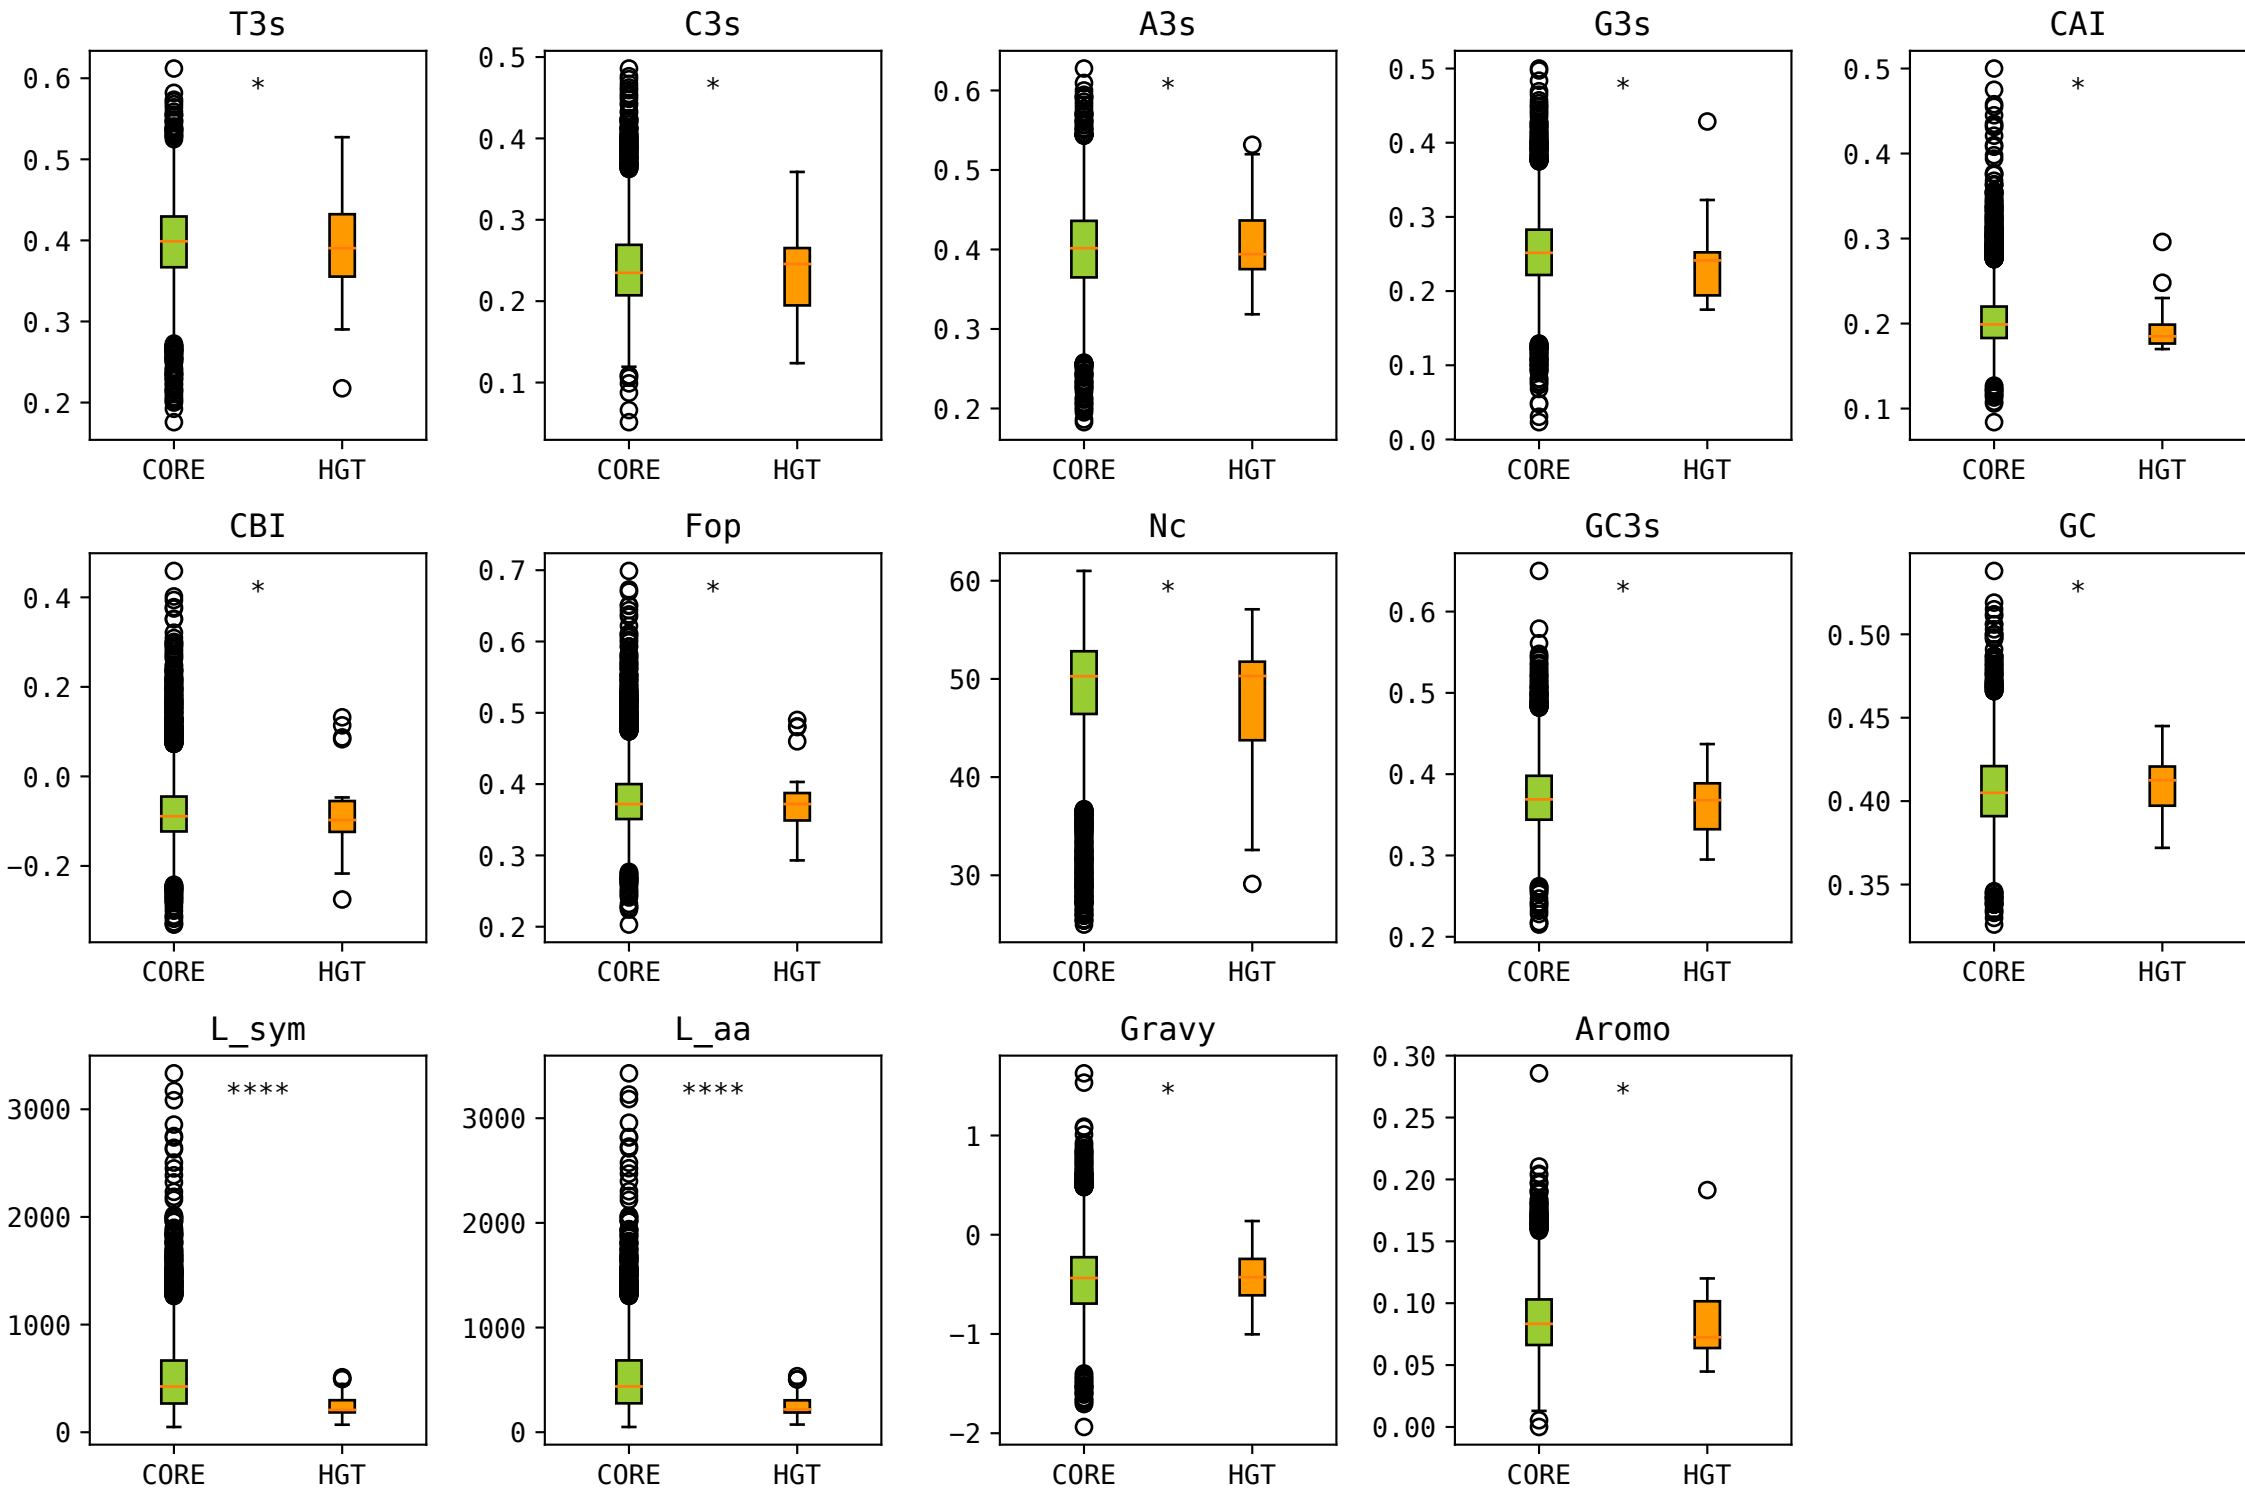 T3s
C3s
A3s
G3s
CAI
0.6
0.5
0.4
0.3
0.2
*
CORE
HGT
0.5
0.4
0.3
0.2
0.1
*
CORE
HGT
0.6
0.5
0.4
0.3
0.2
*
CORE
HGT
0.5
0.4
0.3
0.2
0.1
0.0
*
CORE
HGT
0.5
0.4
0.3
0.2
0.1
*
CORE
HGT
CBI
Fop
Nc
GC3s
GC
0.4
0.2
0.0
−0.2
*
CORE
HGT
0.7
0.6
0.5
0.4
0.3
0.2
*
CORE
HGT
60
50
40
30
*
CORE
HGT
0.6
0.5
0.4
0.3
0.2
*
CORE
HGT
0.50
0.45
0.40
0.35
*
CORE
HGT
L_sym
L_aa
Gravy
Aromo
3000
2000
1000
0
****
CORE
HGT
3000
2000
1000
0
****
CORE
HGT
1
0
−1
−2
*
CORE
HGT
0.30
0.25
0.20
0.15
0.10
0.05
0.00
*
CORE
HGT